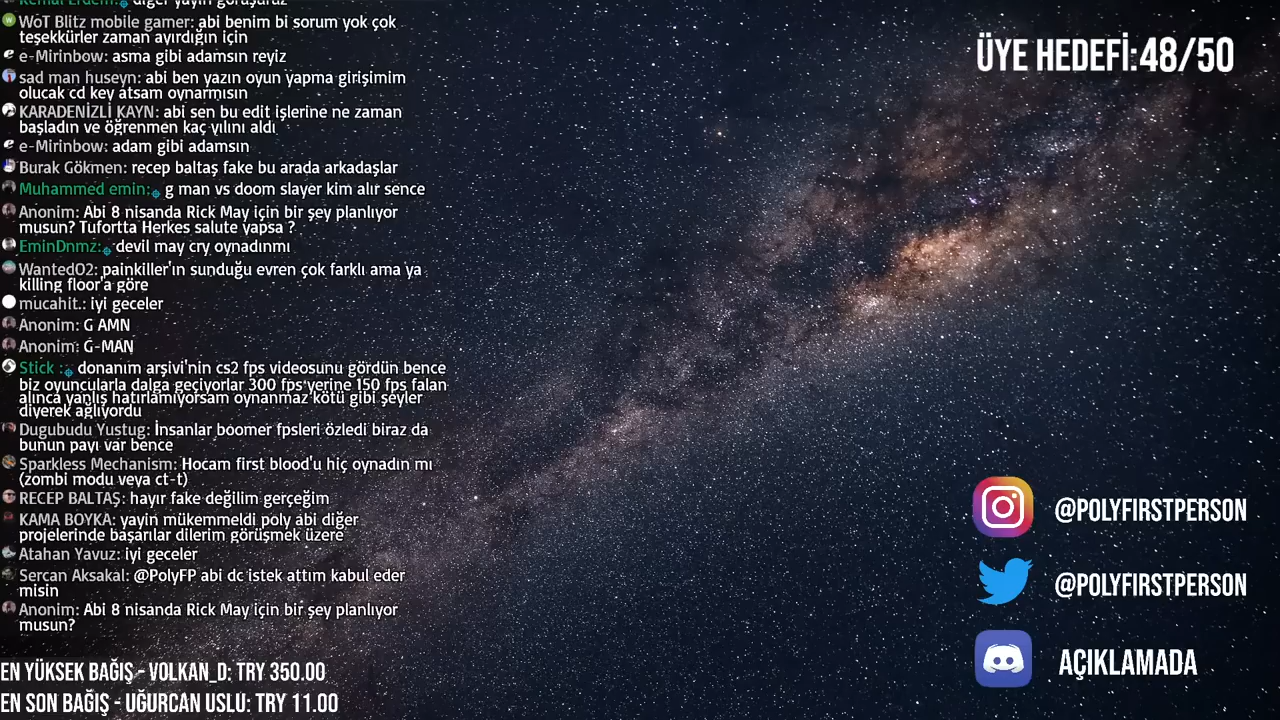 Kemal Erdem: diğer yayın görüşürüz
WoT Blitz mobile gamer: abi benim bi sorum yok çok
teşekkürler zaman ayırdığın için
e-Mirinbow: asma gibi adamsın reyiz
sad man huseyn: abi ben yazın oyun yapma girişimim
olucak cd key atsam oynarmısın
KARADENİZLİ KAYN: abi sen bu edit işlerine ne zaman
başladın ve öğrenmen kaç yılını aldı
e-Mirinbow: adam gibi adamsın
Burak Gökmen: recep baltaş fake bu arada arkadaşlar
Muhammed emin: g man vs doom slayer kim alır sence
Anonim: Abi 8 nisanda Rick May için bir şey planlıyor
musun? Tufortta Herkes salute yapsa ?
EminDnmz: devil may cry oynadınmı
Wanted02: painkiller'ın sunduğu evren çok farklı ama ya
killing floor'a göre
mücahit.: iyi geceler
Anonim: G AMN
Anonim: G-MAN
Stick : donanım arşivi'nin cs2 fps videosunu gördün bence
biz oyuncularla dalga geçiyorlar 300 fps yerine 150 fps falan
alınca yanlış hatırlamıyorsam oynanmaz kötü gibi şeyler
diyerek ağlıyordu
Dugubudu Yustug: İnsanlar boomer fpsleri özledi biraz da
bunun payı var bence
Sparkless Mechanism: Hocam first blood'u hiç oynadın mı
(zombi modu veya ct-t)
RECEP BALTAŞ: hayır fake değilim gerçeğim
KAMA BOYKA: yayin mükemmeldi poly abi diğer
projelerinde başarılar dilerim görüşmek üzere
Atahan Yavuz: iyi geceler
Sercan Aksakal: @PolyFP abi dc istek attım kabul eder
misin
Anonim: Abi 8 nisanda Rick May için bir şey planlıyor
musun?
EN YÜKSEK BAĞIŞ - VOLKAN_D: TRY 350.00
EN SON BAĞIŞ - UĞURCAN USLU: TRY 11.00
ÜYE HEDEFİ:48/50
@POLYFIRSTPERSON
@POLYFIRSTPERSON
AÇIKLAMADA